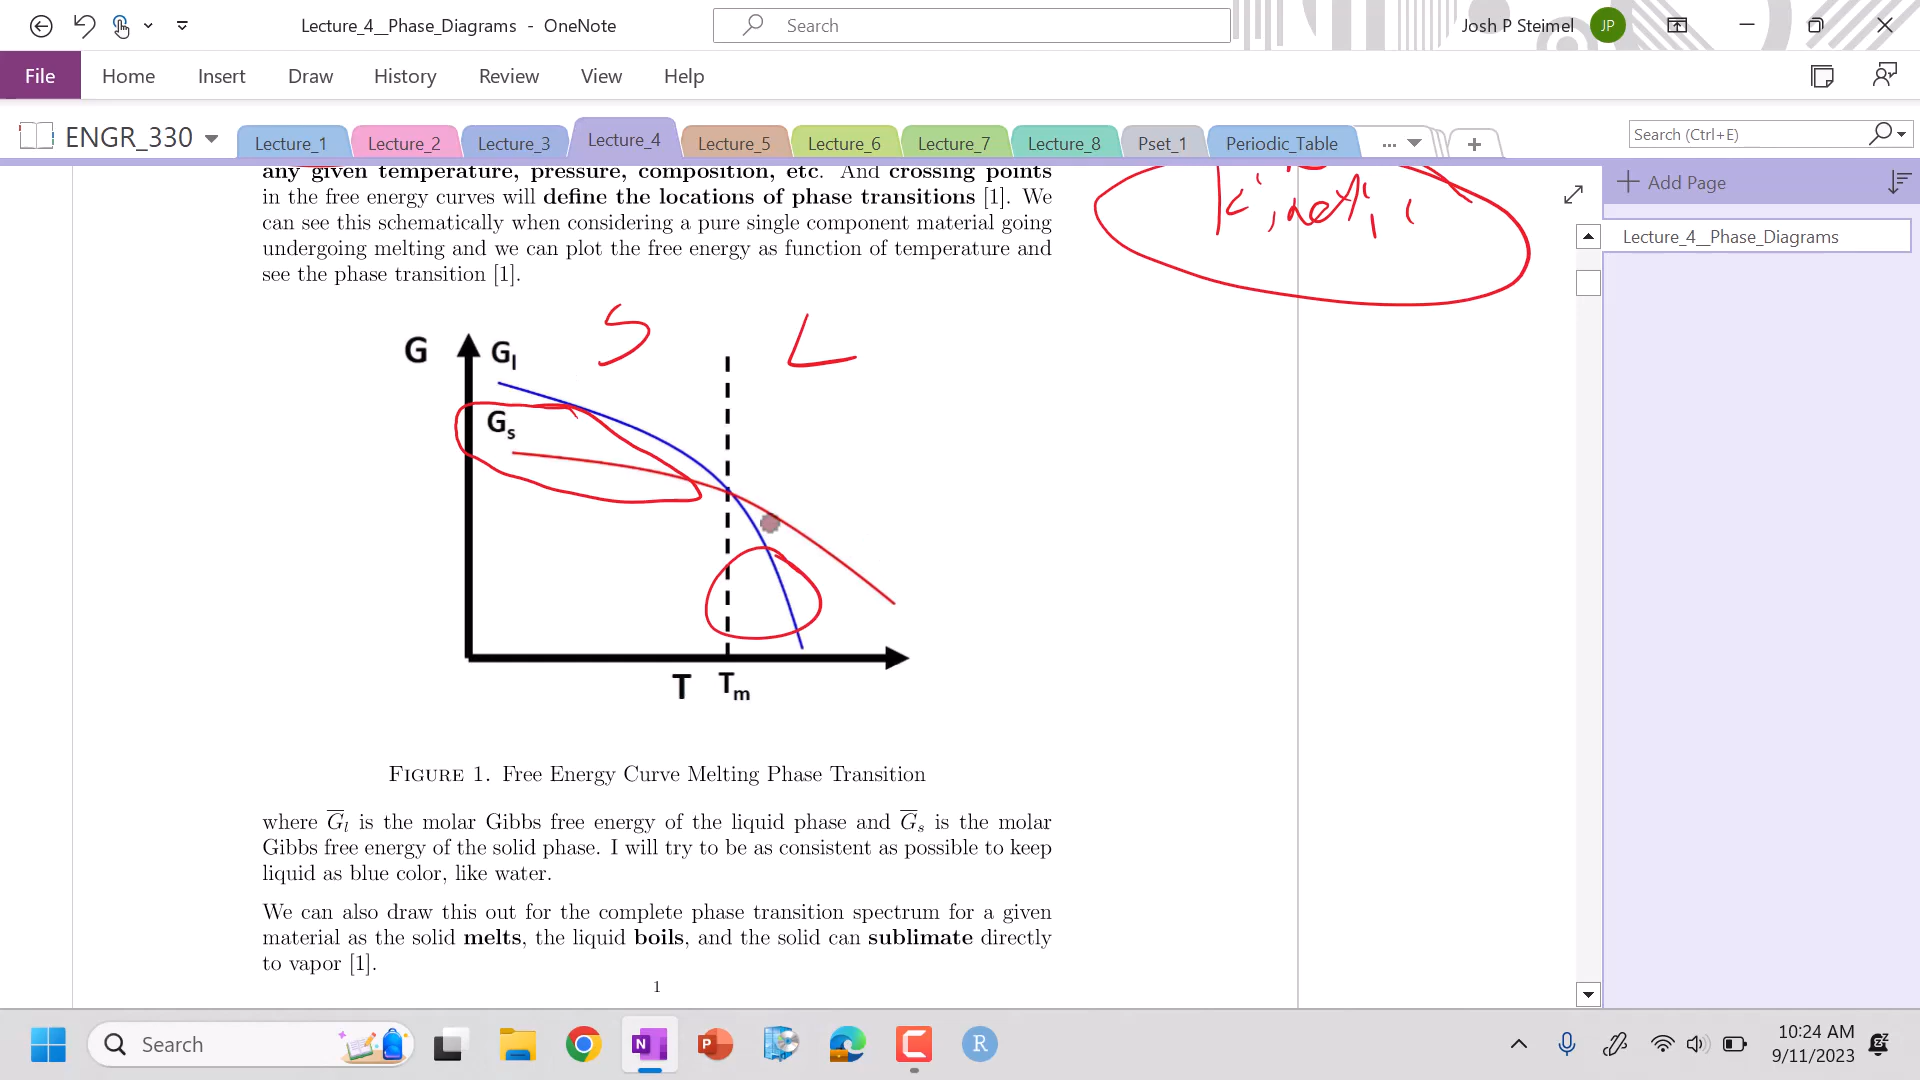 Lecture_4__Phase_Diagrams - OneNote
Search
Josh P Steimel
JP
File Home Insert Draw History Review View Help
ENGR_330
Lecture_1 Lecture_2 Lecture_3 Lecture_4 Lecture_5 Lecture_6 Lecture_7 Lecture_8 Pset_1 Periodic_Table ...
Search (Ctrl+E)
Add Page
Lecture_4__Phase_Diagrams
any given temperature, pressure, composition, etc. And crossing points
in the free energy curves will define the locations of phase transitions [1]. We
can see this schematically when considering a pure single component material going
undergoing melting and we can plot the free energy as function of temperature and
see the phase transition [1].
S L
G
Gl
Gs
T Tm
Figure 1. Free Energy Curve Melting Phase Transition
where G̅l is the molar Gibbs free energy of the liquid phase and G̅s is the molar
Gibbs free energy of the solid phase. I will try to be as consistent as possible to keep
liquid as blue color, like water.
We can also draw this out for the complete phase transition spectrum for a given
material as the solid melts, the liquid boils, and the solid can sublimate directly
to vapor [1].
1
Search
N
P
R
10:24 AM
9/11/2023